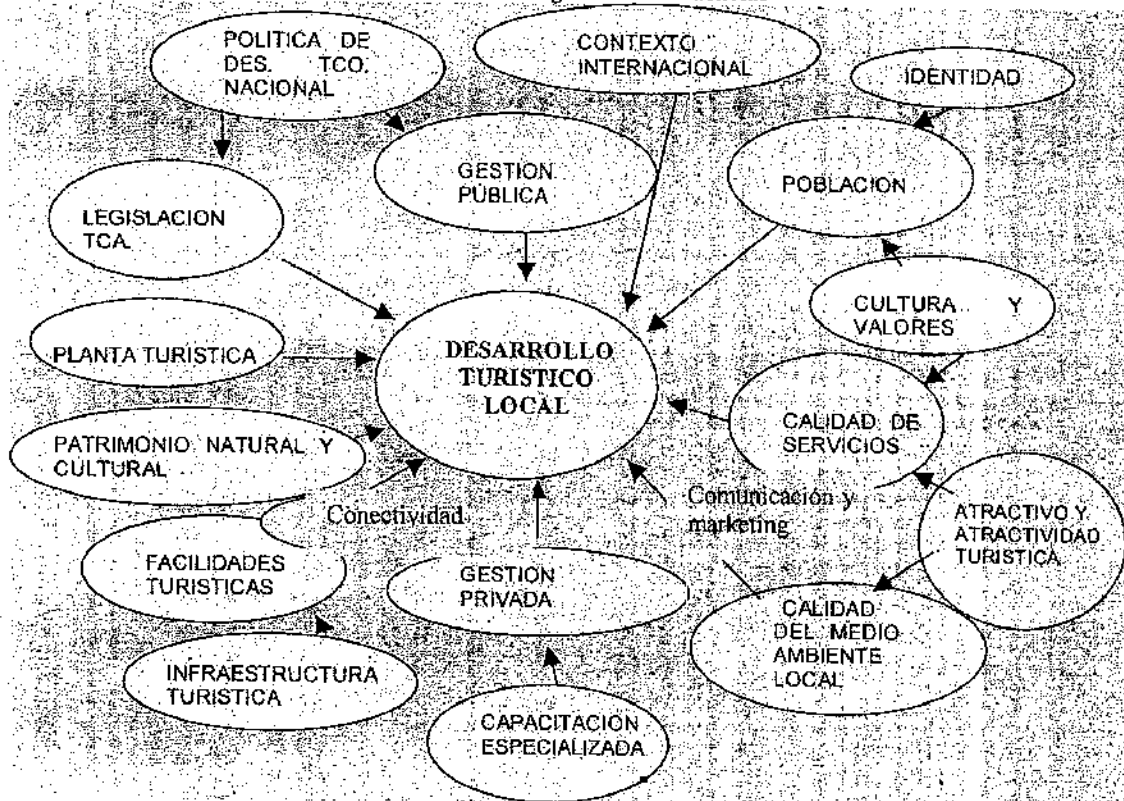 POLITICA DE
DES. TCO.
NACIONAL
CONTEXTO
INTERNACIONAL
IDENTIDAD
GESTION
PÚBLICA
POBLACION
LEGISLACION
TCA.
CULTURA Y
VALORES
PLANTA TURISTICA
DESARROLLO
TURISTICO
LOCAL
CALIDAD DE
SERVICIOS
PATRIMONIO NATURAL Y
CULTURAL
Conectividad
Comunicación y
marketing
ATRACTIVO Y
ATRACTIVIDAD
TURISTICA
FACILIDADES
TURISTICAS
GESTION
PRIVADA
CALIDAD
DEL MEDIO
AMBIENTE
LOCAL
INFRAESTRUCTURA
TURISTICA
CAPACITACION
ESPECIALIZADA